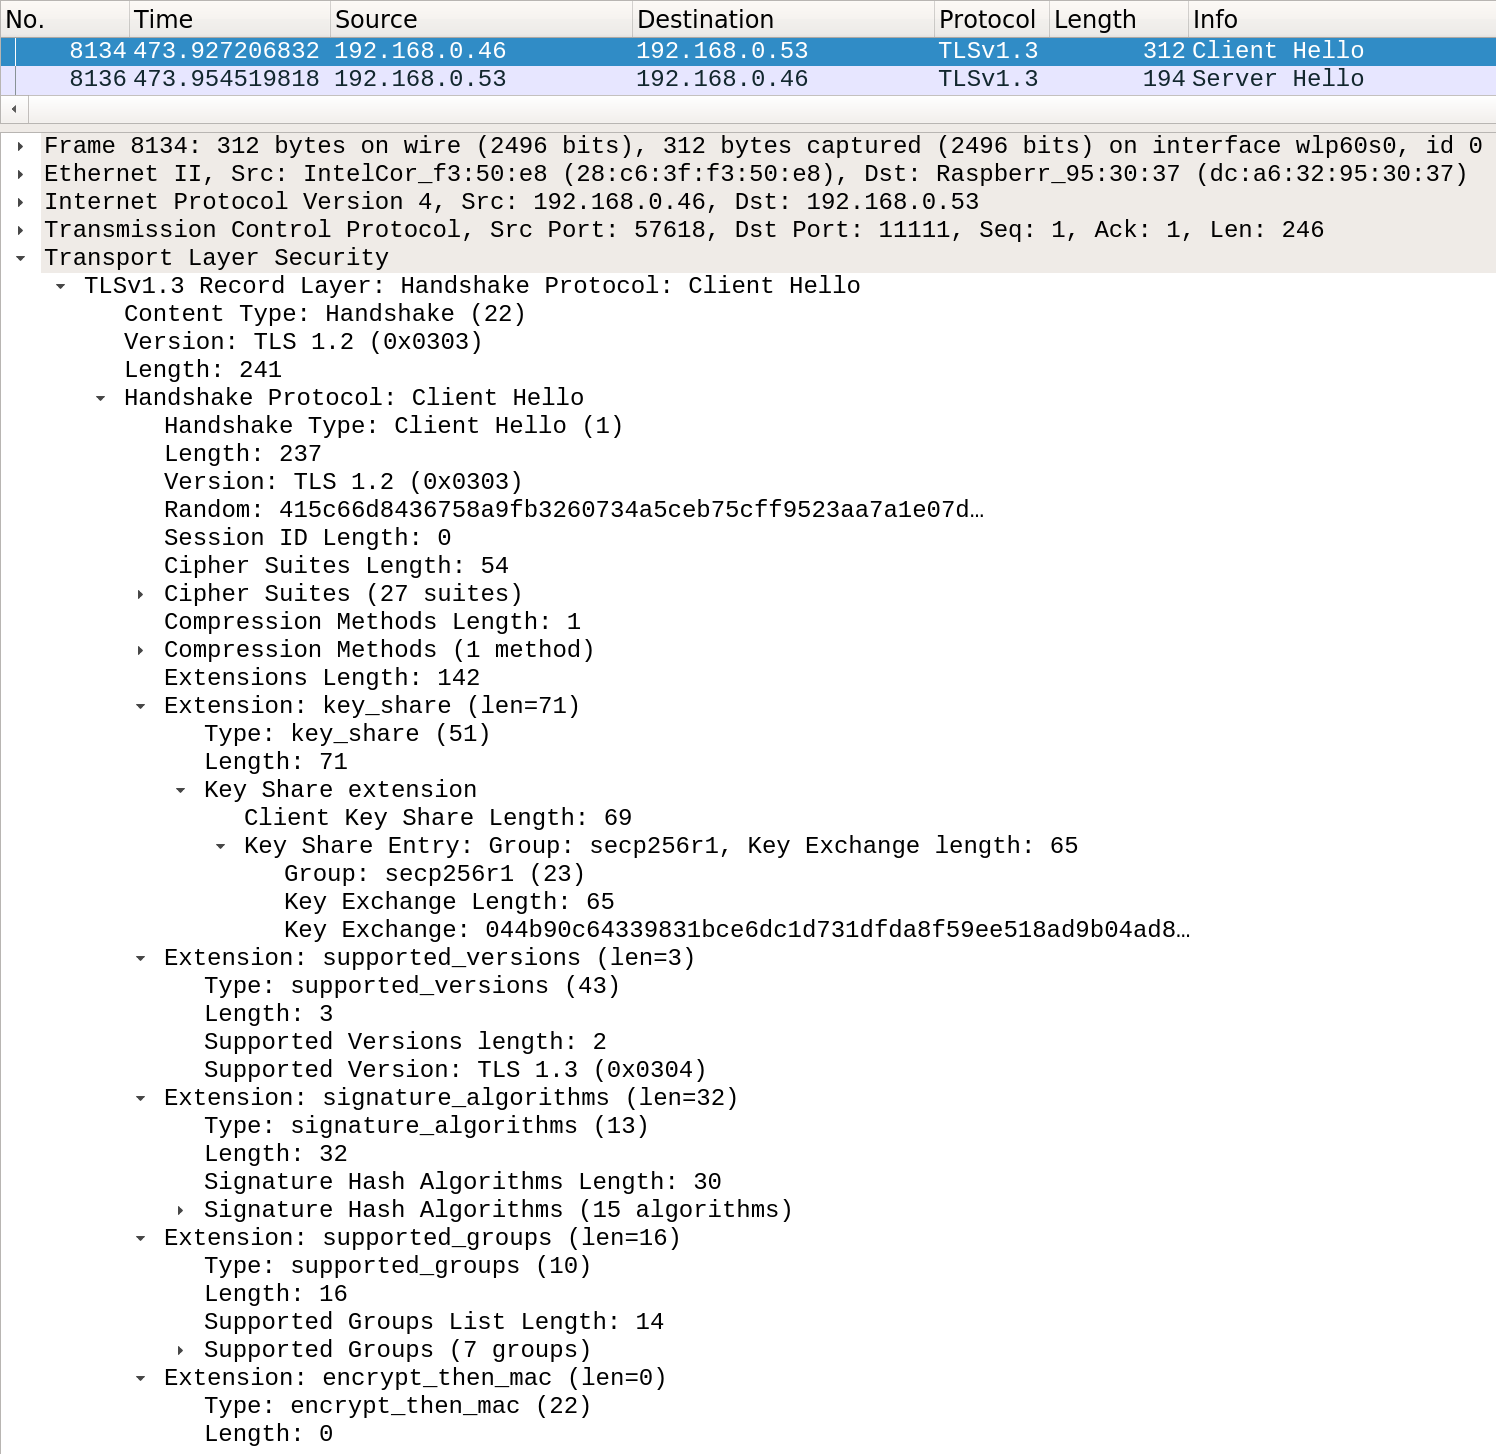 No. Time Source Destination Protocol Length Info
8134 473.927206832 192.168.0.46 192.168.0.53 TLSv1.3 312 Client Hello
8136 473.954519818 192.168.0.53 192.168.0.46 TLSv1.3 194 Server Hello
Frame 8134: 312 bytes on wire (2496 bits), 312 bytes captured (2496 bits) on interface wlp60s0, id 0
Ethernet II, Src: IntelCor_f3:50:e8 (28:c6:3f:f3:50:e8), Dst: Raspberr_95:30:37 (dc:a6:32:95:30:37)
Internet Protocol Version 4, Src: 192.168.0.46, Dst: 192.168.0.53
Transmission Control Protocol, Src Port: 57618, Dst Port: 11111, Seq: 1, Ack: 1, Len: 246
Transport Layer Security
TLSv1.3 Record Layer: Handshake Protocol: Client Hello
Content Type: Handshake (22)
Version: TLS 1.2 (0x0303)
Length: 241
Handshake Protocol: Client Hello
Handshake Type: Client Hello (1)
Length: 237
Version: TLS 1.2 (0x0303)
Random: 415c66d8436758a9fb3260734a5ceb75cff9523aa7a1e07d…
Session ID Length: 0
Cipher Suites Length: 54
Cipher Suites (27 suites)
Compression Methods Length: 1
Compression Methods (1 method)
Extensions Length: 142
Extension: key_share (len=71)
Type: key_share (51)
Length: 71
Key Share extension
Client Key Share Length: 69
Key Share Entry: Group: secp256r1, Key Exchange length: 65
Group: secp256r1 (23)
Key Exchange Length: 65
Key Exchange: 044b90c64339831bce6dc1d731dfda8f59ee518ad9b04ad8…
Extension: supported_versions (len=3)
Type: supported_versions (43)
Length: 3
Supported Versions length: 2
Supported Version: TLS 1.3 (0x0304)
Extension: signature_algorithms (len=32)
Type: signature_algorithms (13)
Length: 32
Signature Hash Algorithms Length: 30
Signature Hash Algorithms (15 algorithms)
Extension: supported_groups (len=16)
Type: supported_groups (10)
Length: 16
Supported Groups List Length: 14
Supported Groups (7 groups)
Extension: encrypt_then_mac (len=0)
Type: encrypt_then_mac (22)
Length: 0